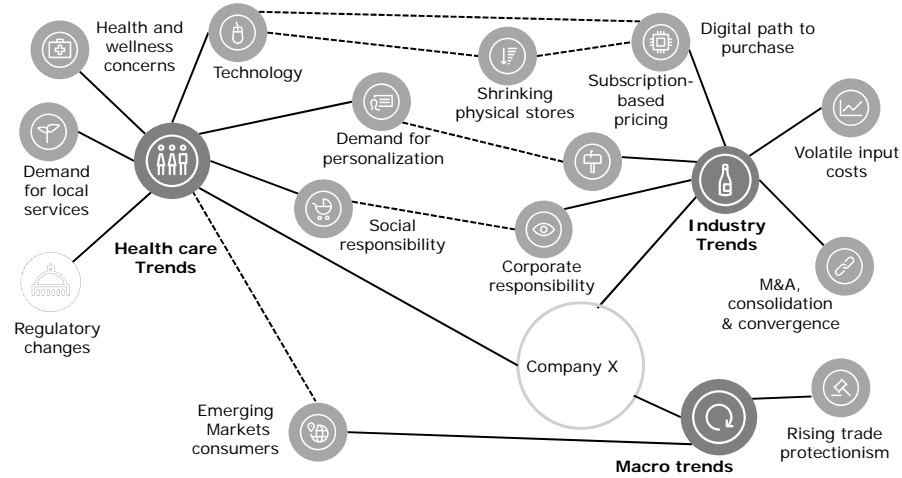 Health and
wellness
concerns
Technology
Digital path to
purchase
Shrinking
physical stores
Subscription-
based
pricing
Demand for
personalization
Volatile input
costs
Demand
for local
services
Social
responsibility
Health care
Trends
Industry
Trends
Corporate
responsibility
M&A,
consolidation
& convergence
Regulatory
changes
Company X
Emerging
Markets
consumers
Macro trends
Rising trade
protectionism